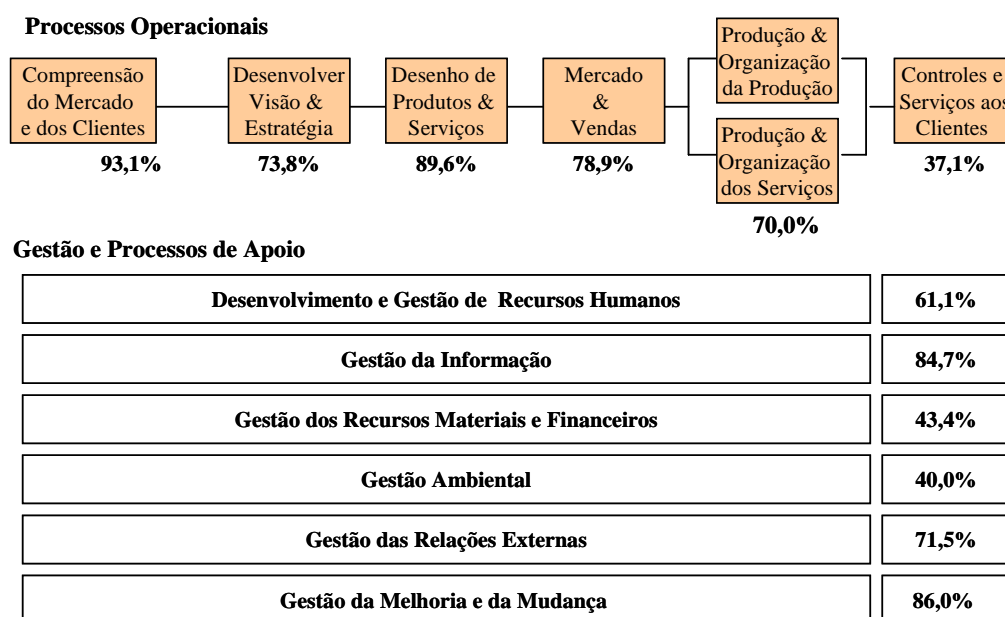 Processos Operacionais
Compreensão
do Mercado
e dos Clientes
93,1%
Desenvolver
Visão &
Estratégia
73,8%
Desenho de
Produtos &
Serviços
89,6%
Mercado
&
Vendas
78,9%
Produção &
Organização
da Produção
Produção &
Organização
dos Serviços
70,0%
Controles e
Serviços aos
Clientes
37,1%
Gestão e Processos de Apoio
Desenvolvimento e Gestão de Recursos Humanos 61,1%
Gestão da Informação 84,7%
Gestão dos Recursos Materiais e Financeiros 43,4%
Gestão Ambiental 40,0%
Gestão das Relações Externas 71,5%
Gestão da Melhoria e da Mudança 86,0%